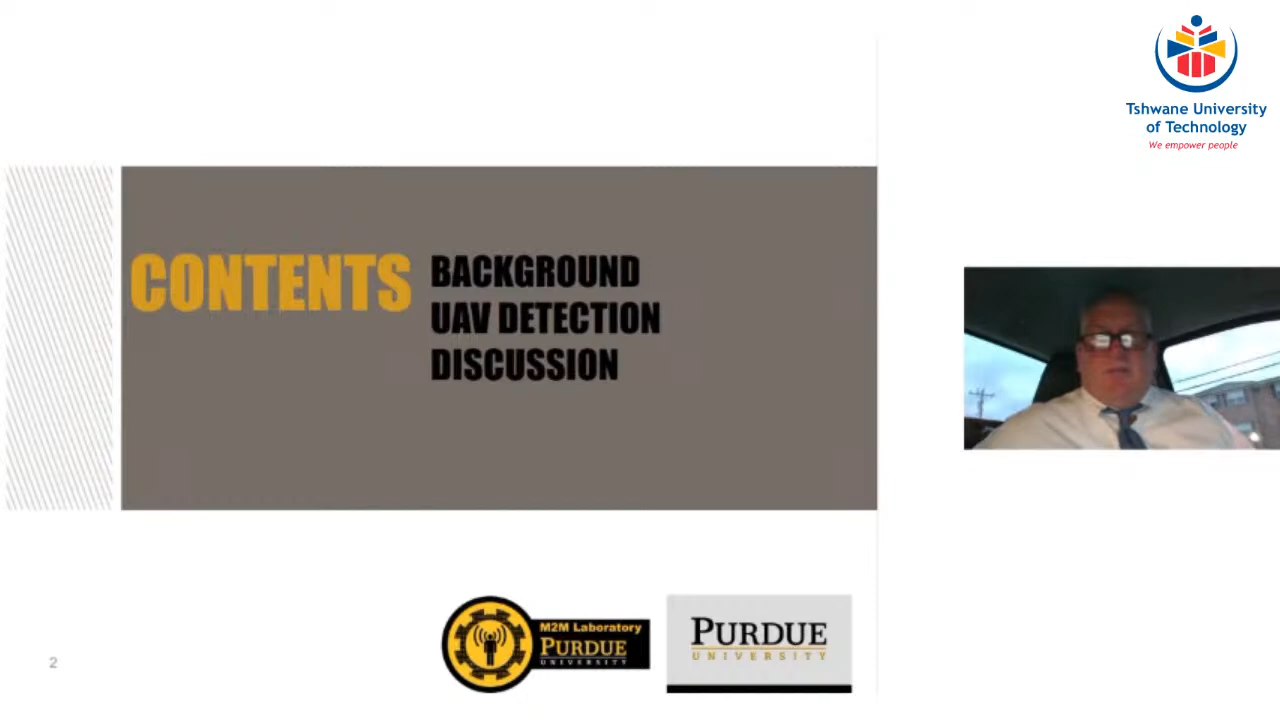 Tshwane University
of Technology
We empower people
CONTENTS
BACKGROUND
UAV DETECTION
DISCUSSION
M2M Laboratory
PURDUE
UNIVERSITY
PURDUE
UNIVERSITY
2